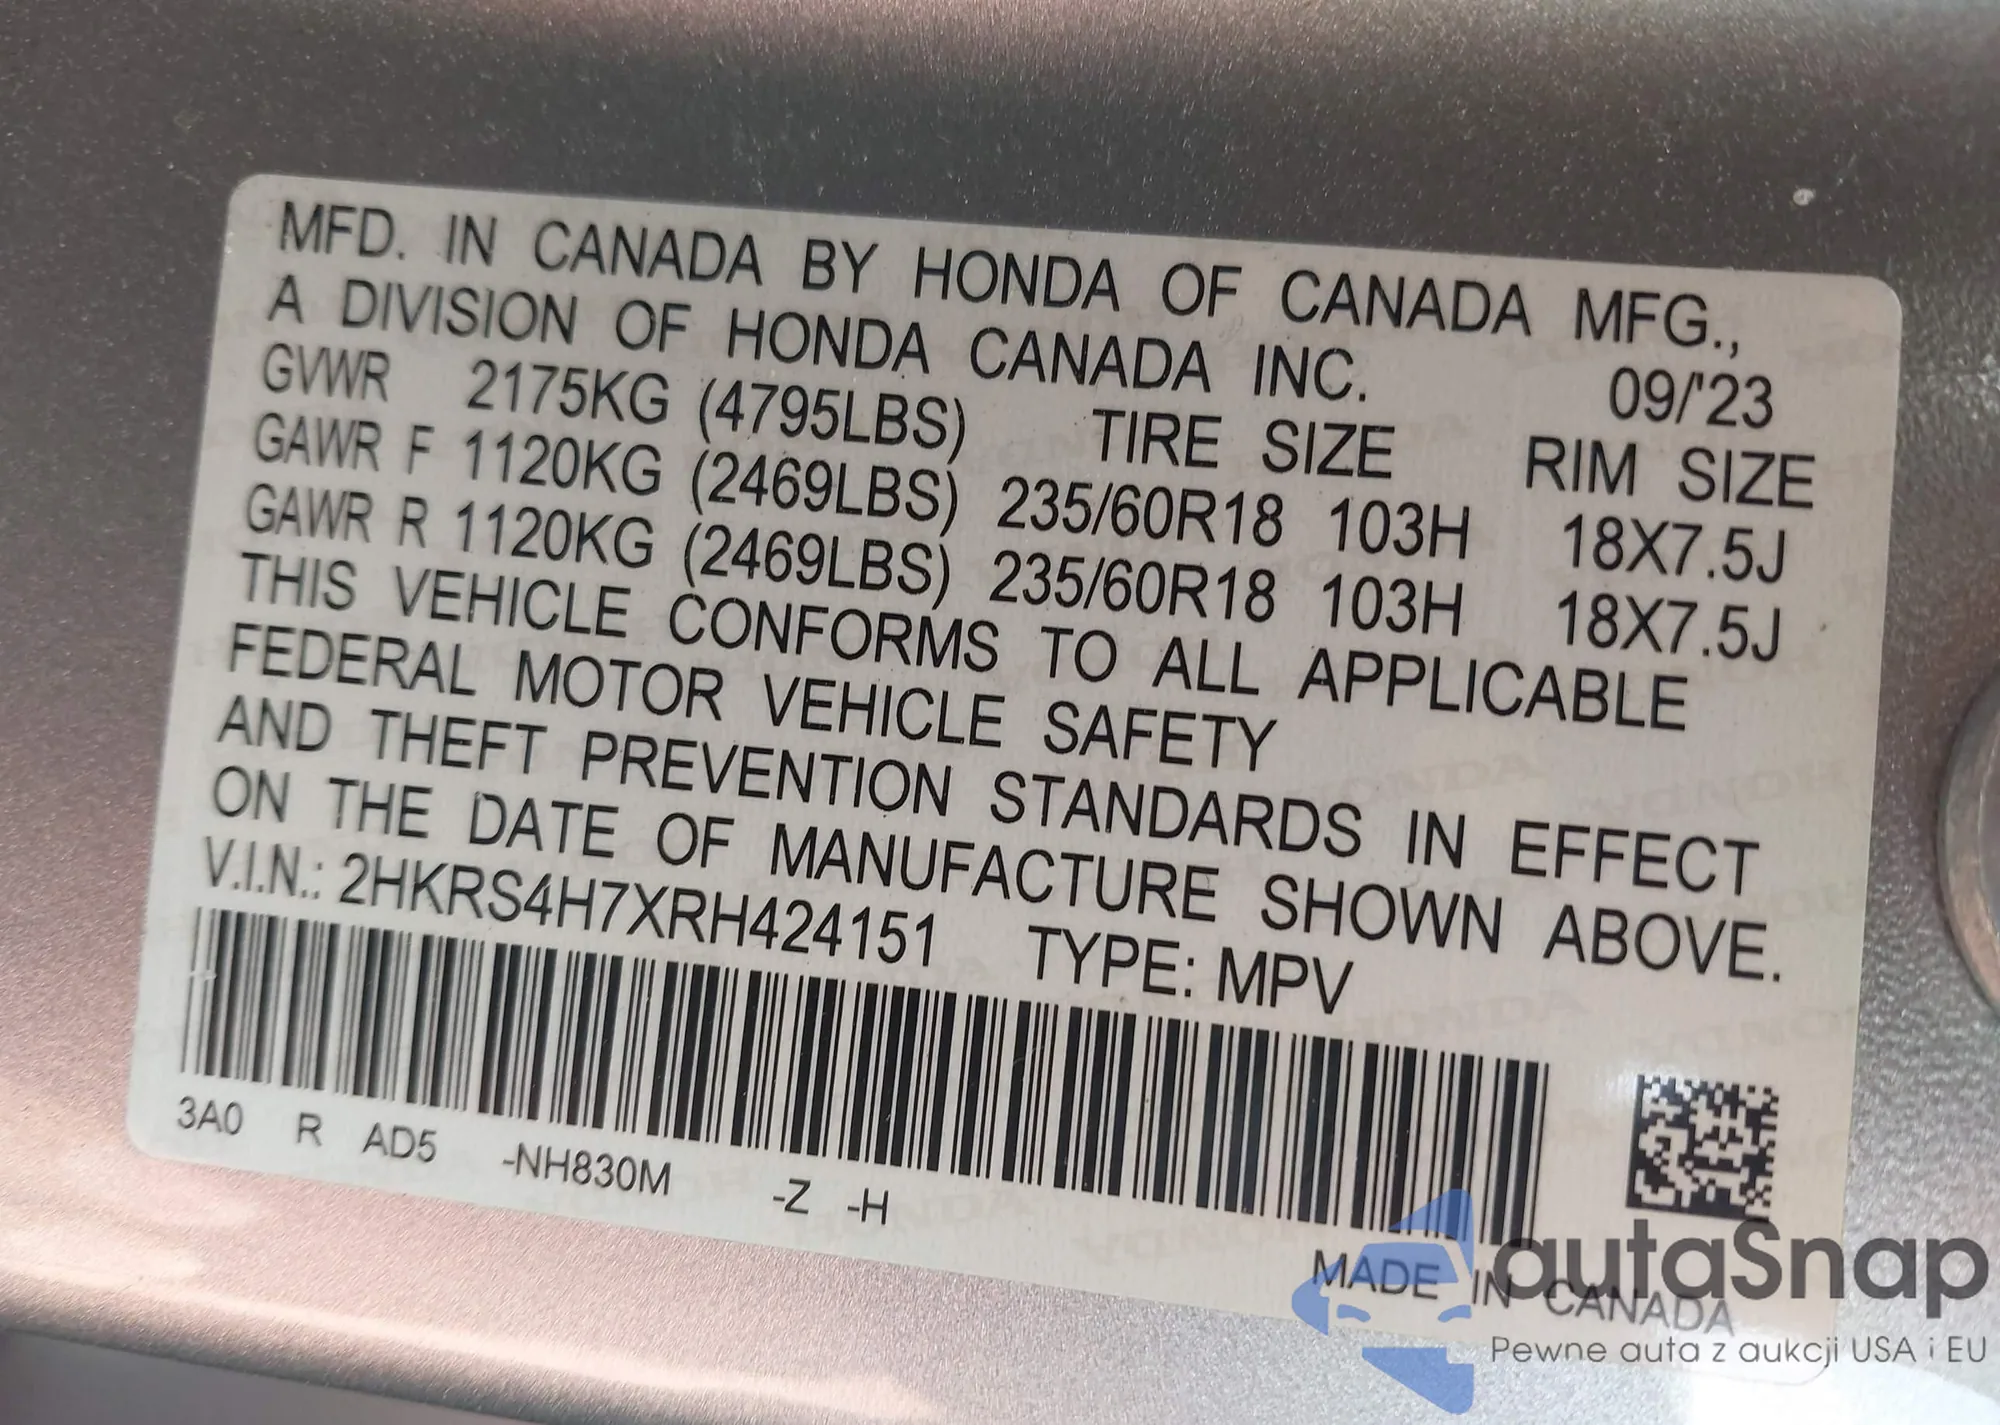 MFD. IN CANADA BY HONDA OF CANADA MFG.,
A DIVISION OF HONDA CANADA INC. 09/'23
GVWR 2175KG (4795LBS) TIRE SIZE RIM SIZE
GAWR F 1120KG (2469LBS) 235/60R18 103H 18X7.5J
GAWR R 1120KG (2469LBS) 235/60R18 103H 18X7.5J
THIS VEHICLE CONFORMS TO ALL APPLICABLE
FEDERAL MOTOR VEHICLE SAFETY
AND THEFT PREVENTION STANDARDS IN EFFECT
ON THE DATE OF MANUFACTURE SHOWN ABOVE.
V.I.N.: 2HKRS4H7XRH424151 TYPE: MPV
3A0 R AD5 -NH830M -Z -H
MADE IN CANADA
autaSnap
Pewne auta z aukcji USA i EU